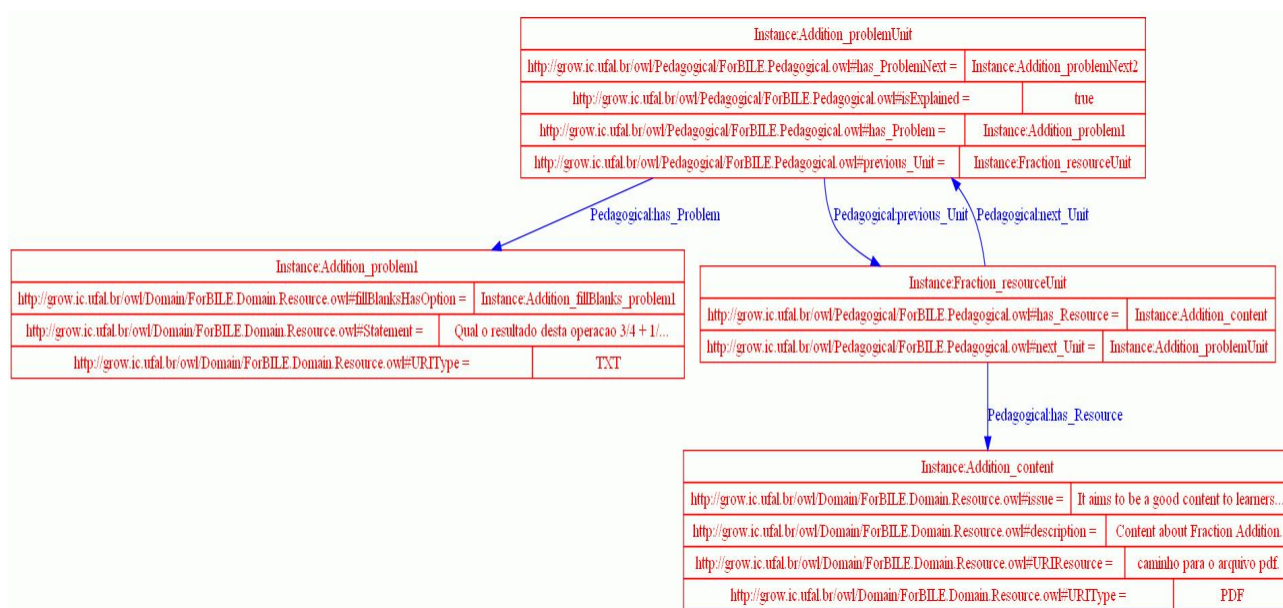 Instance:Addition_problemUnit
http://grow.ic.ufal.br/owl/Pedagogical/ForBILE.Pedagogical.owl#has_ProblemNext = Instance:Addition_problemNext2
http://grow.ic.ufal.br/owl/Pedagogical/ForBILE.Pedagogical.owl#isExplained = true
http://grow.ic.ufal.br/owl/Pedagogical/ForBILE.Pedagogical.owl#has_Problem = Instance:Addition_problem1
http://grow.ic.ufal.br/owl/Pedagogical/ForBILE.Pedagogical.owl#previous_Unit = Instance:Fraction_resourceUnit
Pedagogical:has_Problem
Pedagogical:previous_Unit
Pedagogical:next_Unit
Instance:Addition_problem1
http://grow.ic.ufal.br/owl/Domain/ForBILE.Domain.Resource.owl#fillBlanksHasOption = Instance:Addition_fillBlanks_problem1
http://grow.ic.ufal.br/owl/Domain/ForBILE.Domain.Resource.owl#Statement = Qual o resultado desta operacao 3/4 + 1/...
http://grow.ic.ufal.br/owl/Domain/ForBILE.Domain.Resource.owl#URIType = TXT
Instance:Fraction_resourceUnit
http://grow.ic.ufal.br/owl/Pedagogical/ForBILE.Pedagogical.owl#has_Resource = Instance:Addition_content
http://grow.ic.ufal.br/owl/Pedagogical/ForBILE.Pedagogical.owl#next_Unit = Instance:Addition_problemUnit
Pedagogical:has_Resource
Instance:Addition_content
http://grow.ic.ufal.br/owl/Domain/ForBILE.Domain.Resource.owl#issue = It aims to be a good content to learners...
http://grow.ic.ufal.br/owl/Domain/ForBILE.Domain.Resource.owl#description = Content about Fraction Addition.
http://grow.ic.ufal.br/owl/Domain/ForBILE.Domain.Resource.owl#URIResource = caminho para o arquivo pdf.
http://grow.ic.ufal.br/owl/Domain/ForBILE.Domain.Resource.owl#URIType = PDF